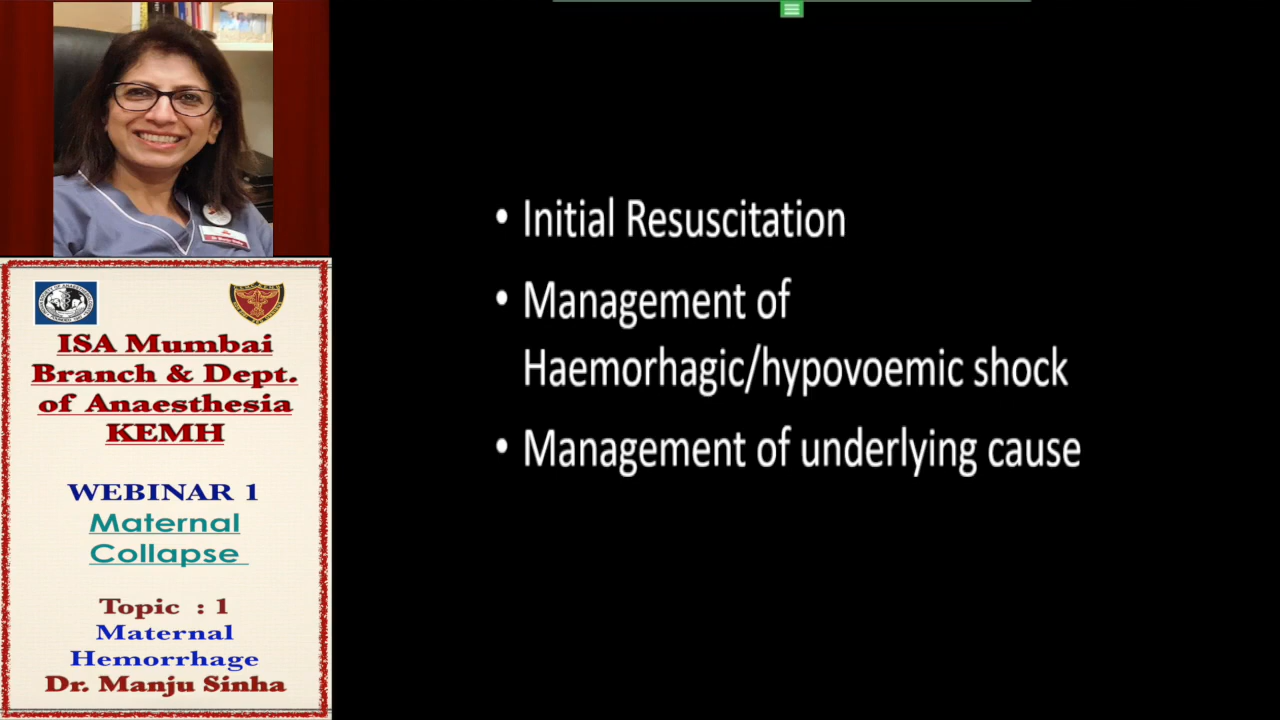 • Initial Resuscitation
• Management of
Haemorhagic/hypovoemic shock
• Management of underlying cause
ISA Mumbai
Branch & Dept.
of Anaesthesia
KEMH
WEBINAR 1
Maternal
Collapse
Topic : 1
Maternal
Hemorrhage
Dr. Manju Sinha